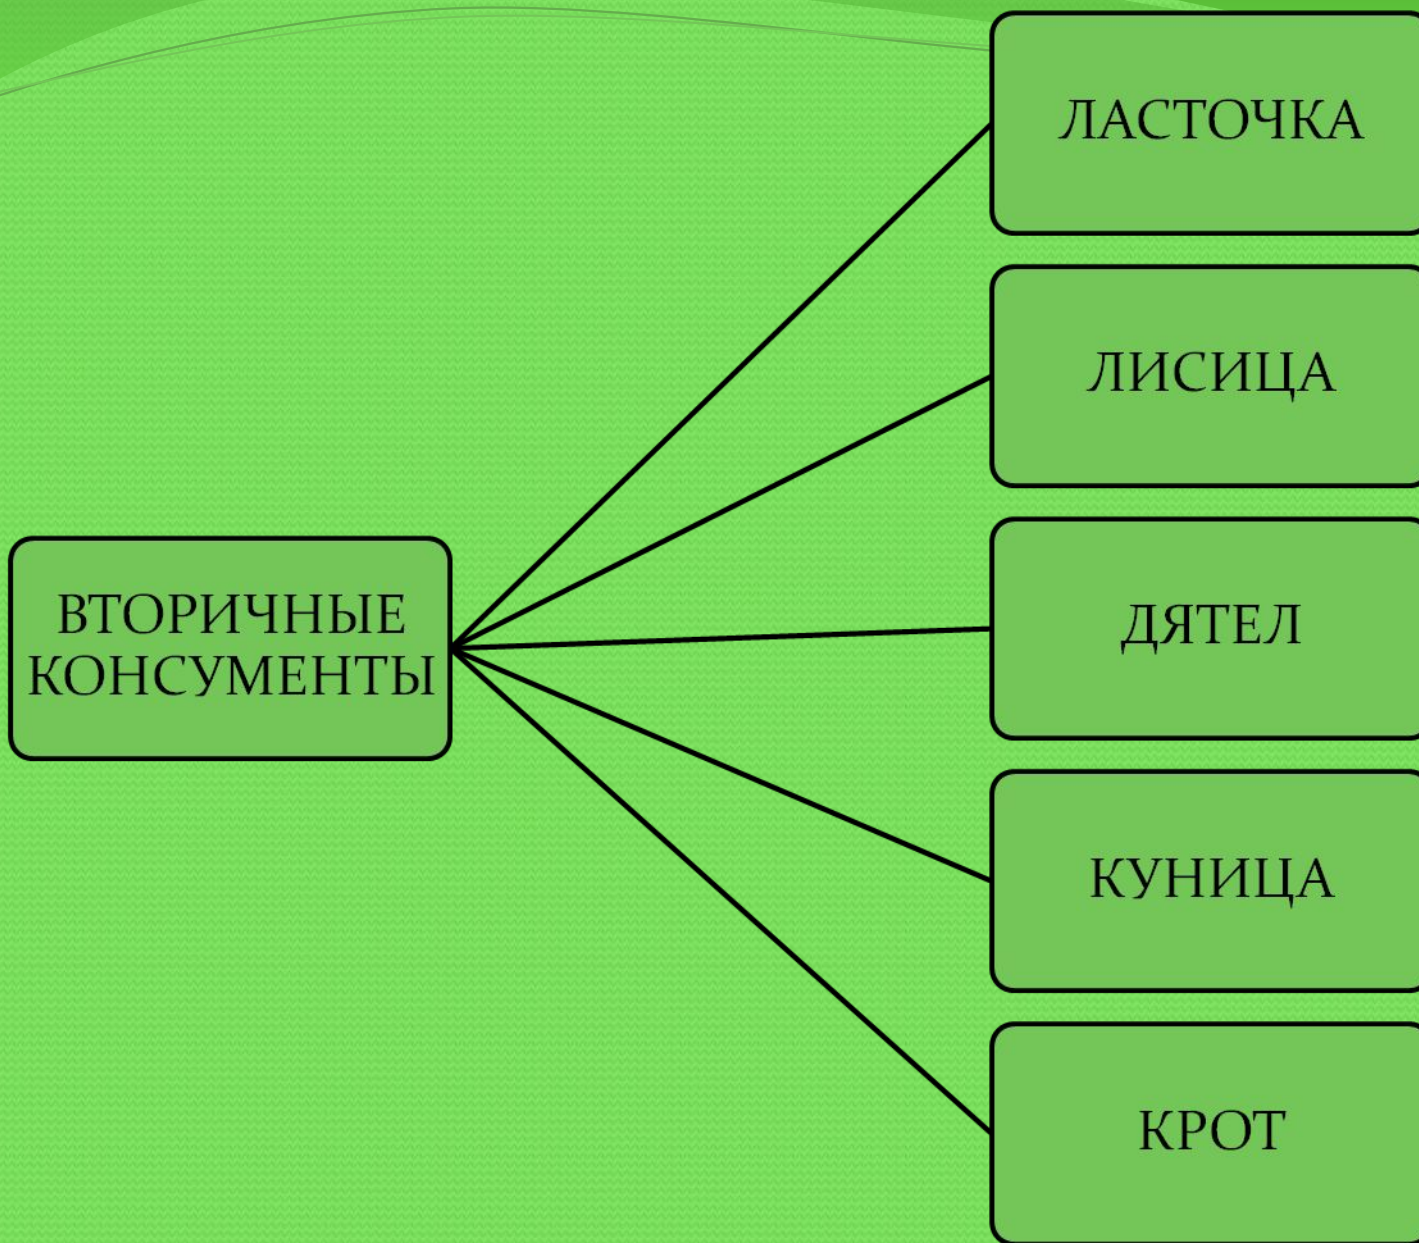 ЛАСТОЧКА
ЛИСИЦА
ВТОРИЧНЫЕ
КОНСУМЕНТЫ
ДЯТЕЛ
КУНИЦА
КРОТ